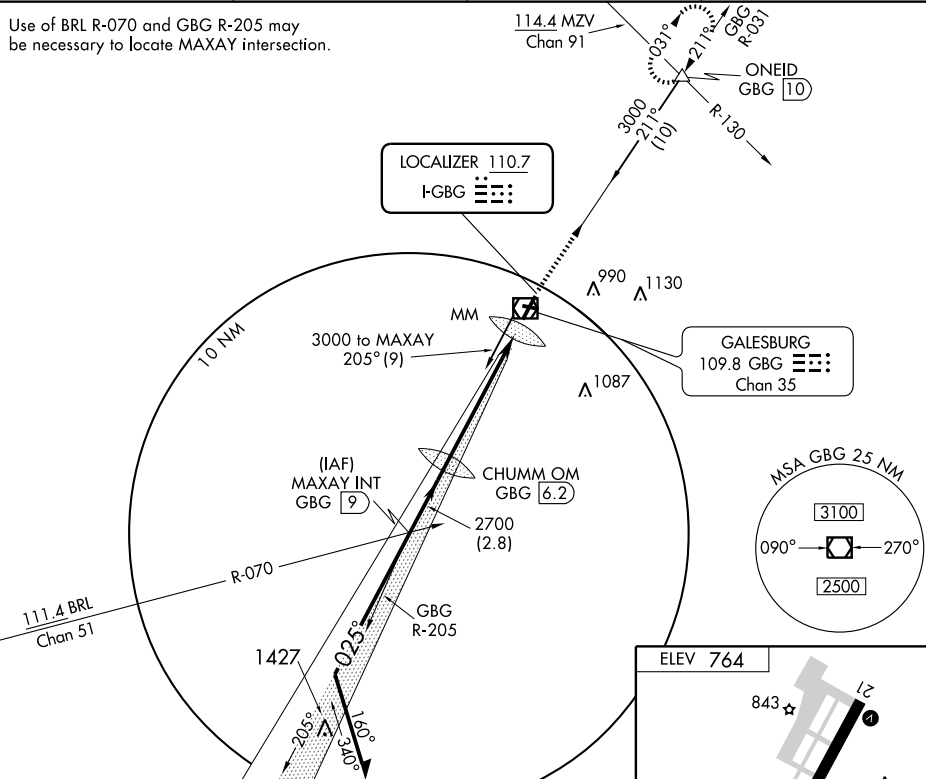 Use of BRL R-070 and GBG R-205 may
be necessary to locate MAXAY intersection.
114.4 MZV
Chan 91
031°
211°
GBG
R-031
ONEID
GBG 10
R-130
3000
211°
(10)
LOCALIZER 110.7
I-GBG
990
1130
MM
10 NM
3000 to MAXAY
205° (9)
GALESBURG
109.8 GBG
Chan 35
1087
(IAF)
MAXAY INT
GBG 9
CHUMM OM
GBG 6.2
2700
(2.8)
MSA GBG 25 NM
3100
090°
270°
2500
R-070
111.4 BRL
Chan 51
GBG
R-205
025°
1427
205°
340°
160°
ELEV 764
843
21
V